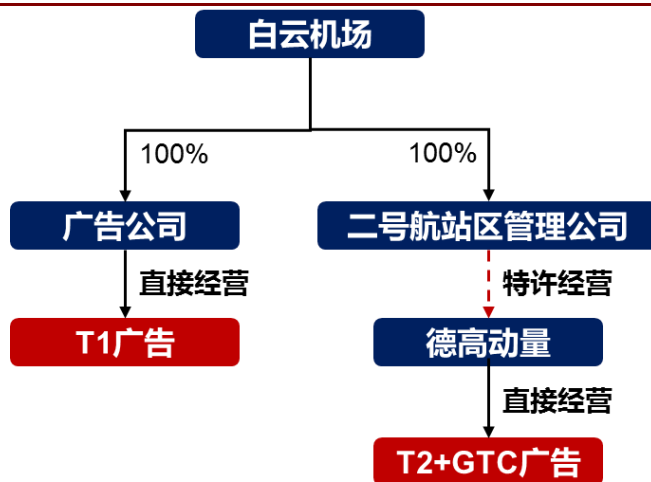 白云机场
100%
100%
广告公司
二号航站区管理公司
直接经营
特许经营
T1广告
德高动量
直接经营
T2+GTC广告